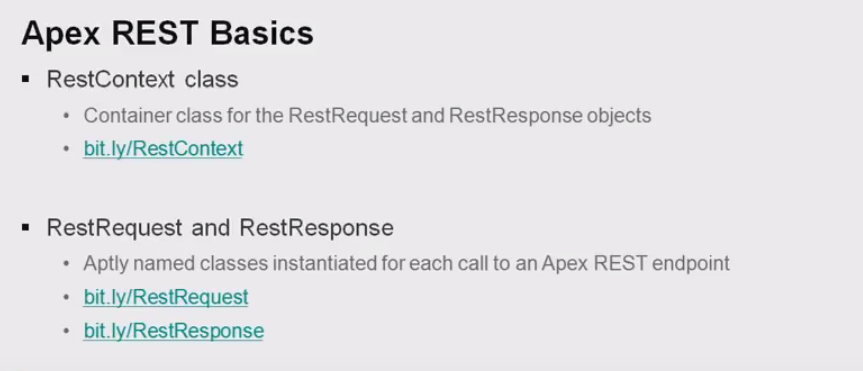 Apex REST Basics
▪ RestContext class
• Container class for the RestRequest and RestResponse objects
• bit.ly/RestContext
▪ RestRequest and RestResponse
• Aptly named classes instantiated for each call to an Apex REST endpoint
• bit.ly/RestRequest
• bit.ly/RestResponse